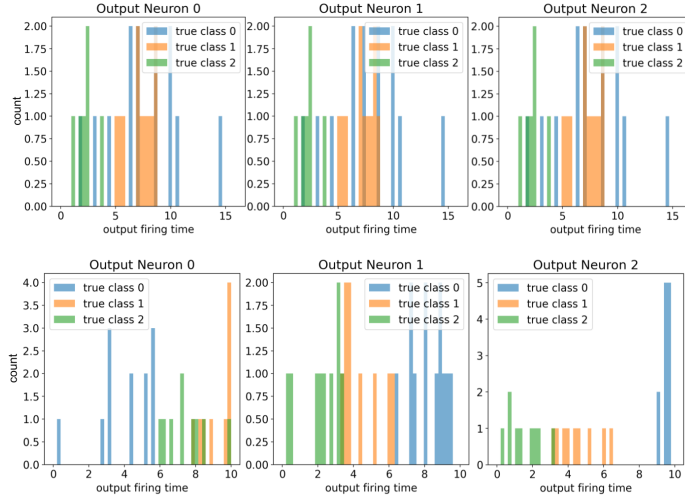 Output Neuron 0
Output Neuron 1
Output Neuron 2
2.00
1.75
1.50
1.25
1.00
0.75
0.50
0.25
0.00
count
true class 0
true class 1
true class 2
0 5 10 15
output firing time
2.00
1.75
1.50
1.25
1.00
0.75
0.50
0.25
0.00
true class 0
true class 1
true class 2
0 5 10 15
output firing time
2.00
1.75
1.50
1.25
1.00
0.75
0.50
0.25
0.00
true class 0
true class 1
true class 2
0 5 10 15
output firing time
Output Neuron 0
Output Neuron 1
Output Neuron 2
4.0
3.5
3.0
2.5
2.0
1.5
1.0
0.5
0.0
count
true class 0
true class 1
true class 2
0 2 4 6 8 10
output firing time
2.00
1.75
1.50
1.25
1.00
0.75
0.50
0.25
0.00
true class 0
true class 1
true class 2
0 2 4 6 8 10
output firing time
5
4
3
2
1
0
true class 0
true class 1
true class 2
0 2 4 6 8 10
output firing time